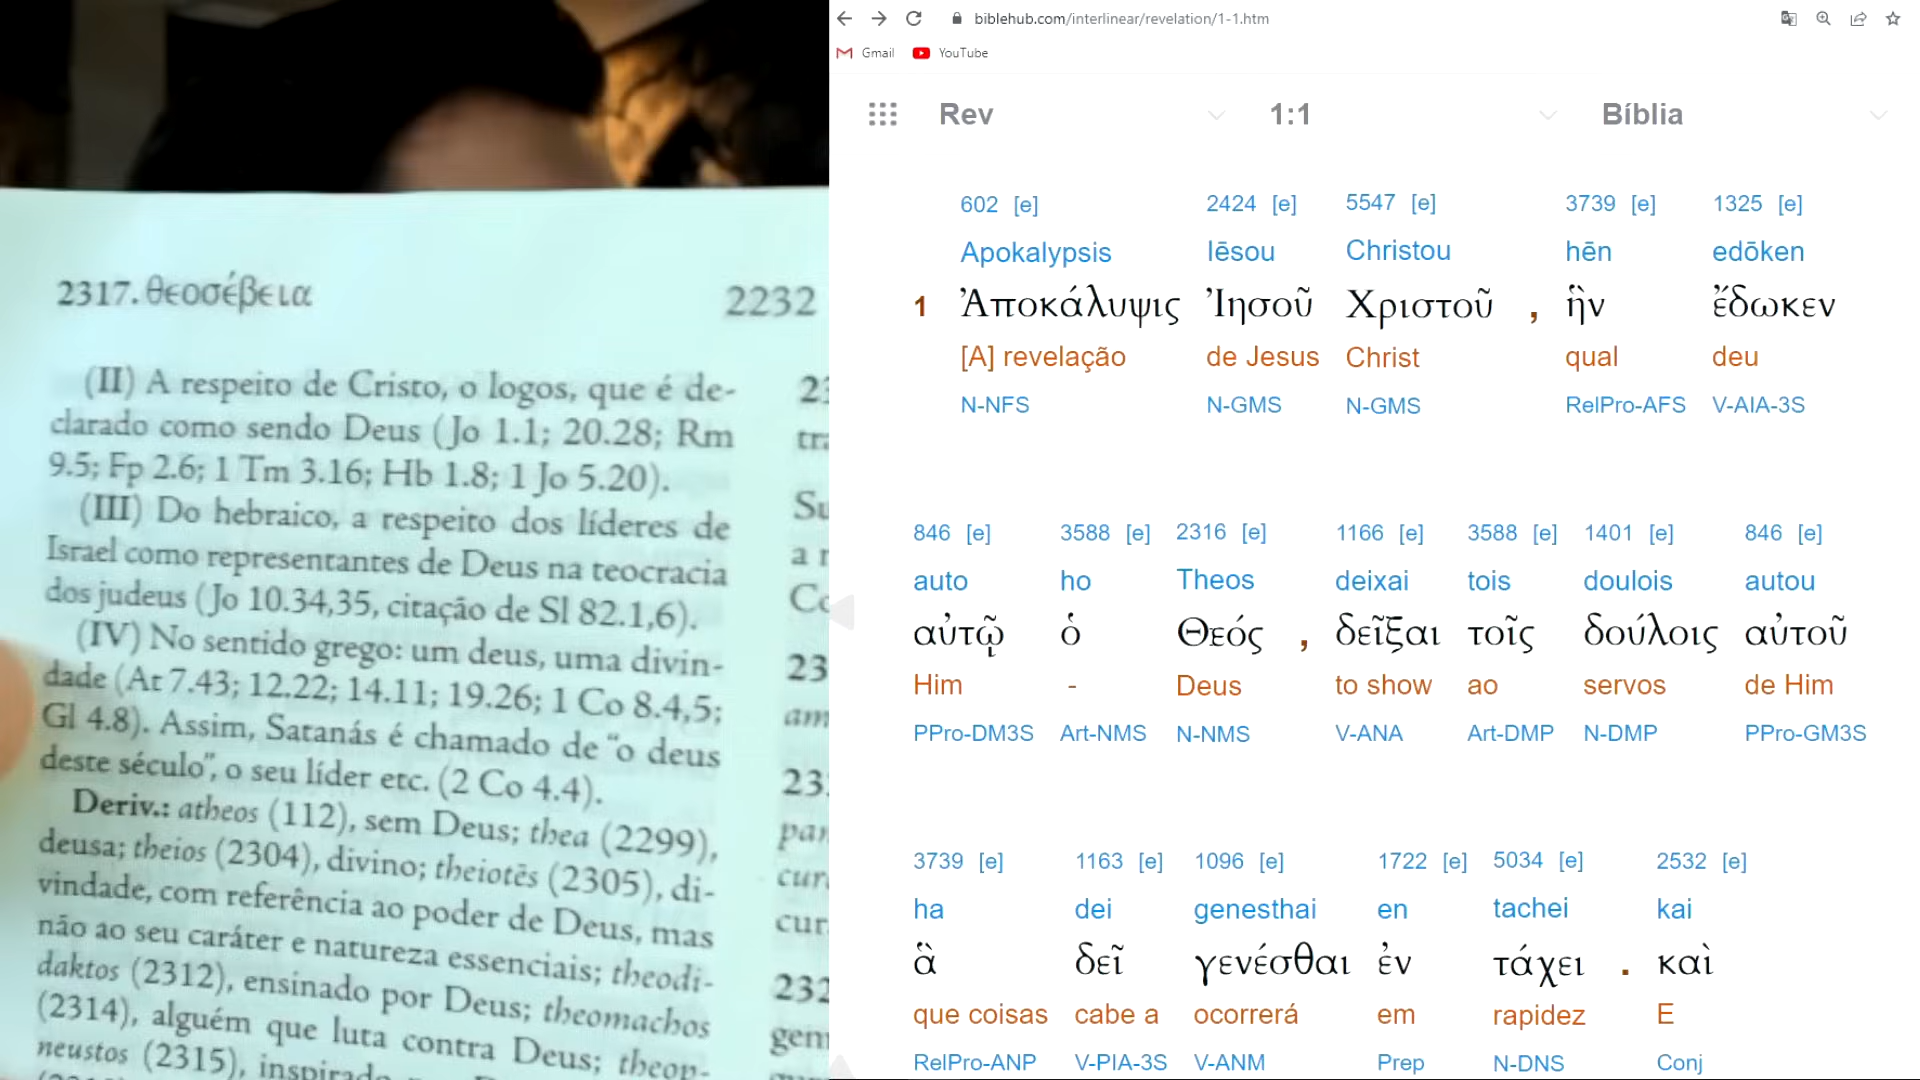 2317. θεοσέβεια
2232
(II) A respeito de Cristo, o logos, que é de-
clarado como sendo Deus (Jo 1.1; 20.28; Rm
9.5; Fp 2.6; 1 Tm 3.16; Hb 1.8; 1 Jo 5.20).
(III) Do hebraico, a respeito dos líderes de
Israel como representantes de Deus na teocracia
dos judeus (Jo 10.34,35, citação de Sl 82.1,6).
(IV) No sentido grego: um deus, uma divin-
dade (At 7.43; 12.22; 14.11; 19.26; 1 Co 8.4,5;
Gl 4.8). Assim, Satanás é chamado de “o deus
deste século”, o seu líder etc. (2 Co 4.4).
Deriv.: atheos (112), sem Deus; thea (2299),
deusa; theios (2304), divino; theiotēs (2305), di-
vindade, com referência ao poder de Deus, mas
não ao seu caráter e natureza essenciais; theodi-
daktos (2312), ensinado por Deus; theomachos
(2314), alguém que luta contra Deus; theop-
neustos (2315),
biblehub.com/interlinear/revelation/1-1.htm
Gmail YouTube
Rev 1:1 Bíblia
602 [e] 2424 [e] 5547 [e] 3739 [e] 1325 [e]
Apokalypsis Iēsou Christou hēn edōken
1 Ἀποκάλυψις Ἰησοῦ Χριστοῦ , ἣν ἔδωκεν
[A] revelação de Jesus Christ qual deu
N-NFS N-GMS N-GMS RelPro-AFS V-AIA-3S
846 [e] 3588 [e] 2316 [e] 1166 [e] 3588 [e] 1401 [e] 846 [e]
auto ho Theos deixai tois doulois autou
αὐτῷ ὁ Θεός , δεῖξαι τοῖς δούλοις αὐτοῦ
Him - Deus to show ao servos de Him
PPro-DM3S Art-NMS N-NMS V-ANA Art-DMP N-DMP PPro-GM3S
3739 [e] 1163 [e] 1096 [e] 1722 [e] 5034 [e] 2532 [e]
ha dei genesthai en tachei kai
ἃ δεῖ γενέσθαι ἐν τάχει . καὶ
que coisas cabe a ocorrerá em rapidez E
RelPro-ANP V-PIA-3S V-ANM Prep N-DNS Conj